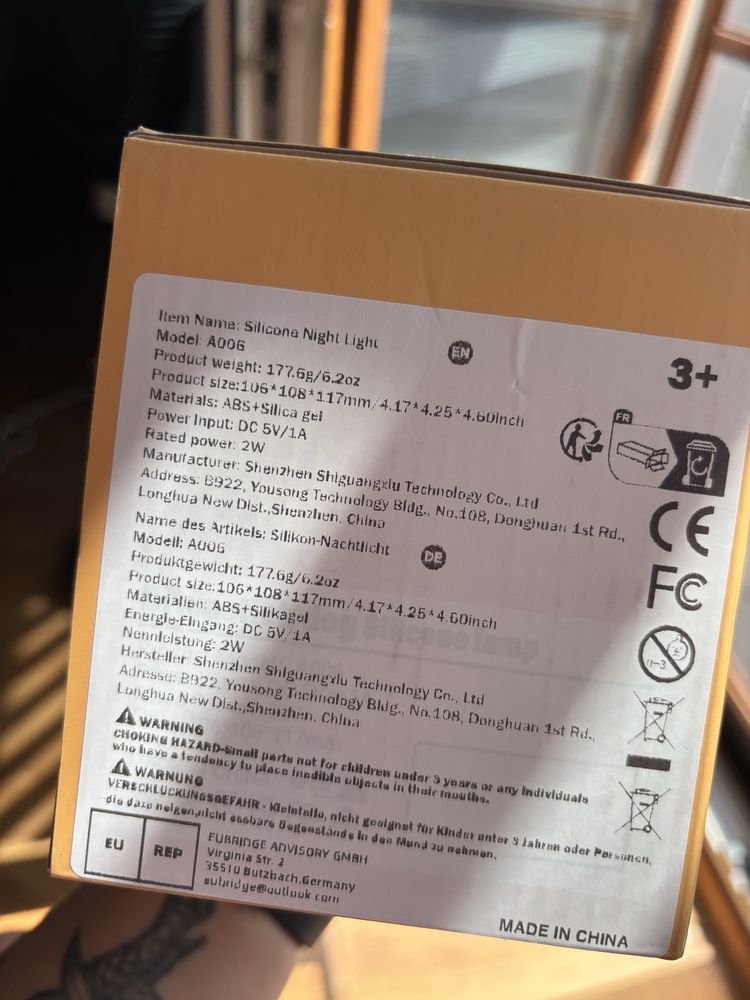 Item Name: Silicone Night Light
EN
Model: A006
Product weight: 177.6g/6.2oz
Product size:106*108*117mm/4.17*4.25*4.60inch
Materials: ABS+Silica gel
Power Input: DC 5V/1A
Rated power: 2W
Manufacturer: Shenzhen Shiguangxiu Technology Co., Ltd
Address: B922, Yousong Technology Bldg., No.108, Donghuan 1st Rd.,
Longhua New Dist.,Shenzhen, China
3+
FR
CE
FC
0-3
Name des Artikels: Silikon-Nachtlicht
DE
Modell: A006
Produktgewicht: 177.6g/6.2oz
Product size:106*108*117mm/4.17*4.25*4.60inch
Materialien: ABS+Silikagel
Energie-Eingang: DC 5V/1A
Nennleistung: 2W
Hersteller: Shenzhen Shiguangxiu Technology Co., Ltd
Adresse: B922, Yousong Technology Bldg., No.108, Donghuan 1st Rd.,
Longhua New Dist.,Shenzhen, China
WARNING
CHOKING HAZARD-Small parts not for children under 3 years or any individuals
who have a tendency to place inedible objects in their mouths.
WARNUNG
VERSCHLUCKUNGSGEFAHR - Kleinteile, nicht geeignet für Kinder unter 3 Jahren oder Personen,
die dazu neigen,nicht essbare Gegenstände in den Mund zu nehmen.
EU REP
EUBRIDGE ADVISORY GMBH
Virginia Str. 2
35510 Butzbach,Germany
eubridge@outlook.com
MADE IN CHINA